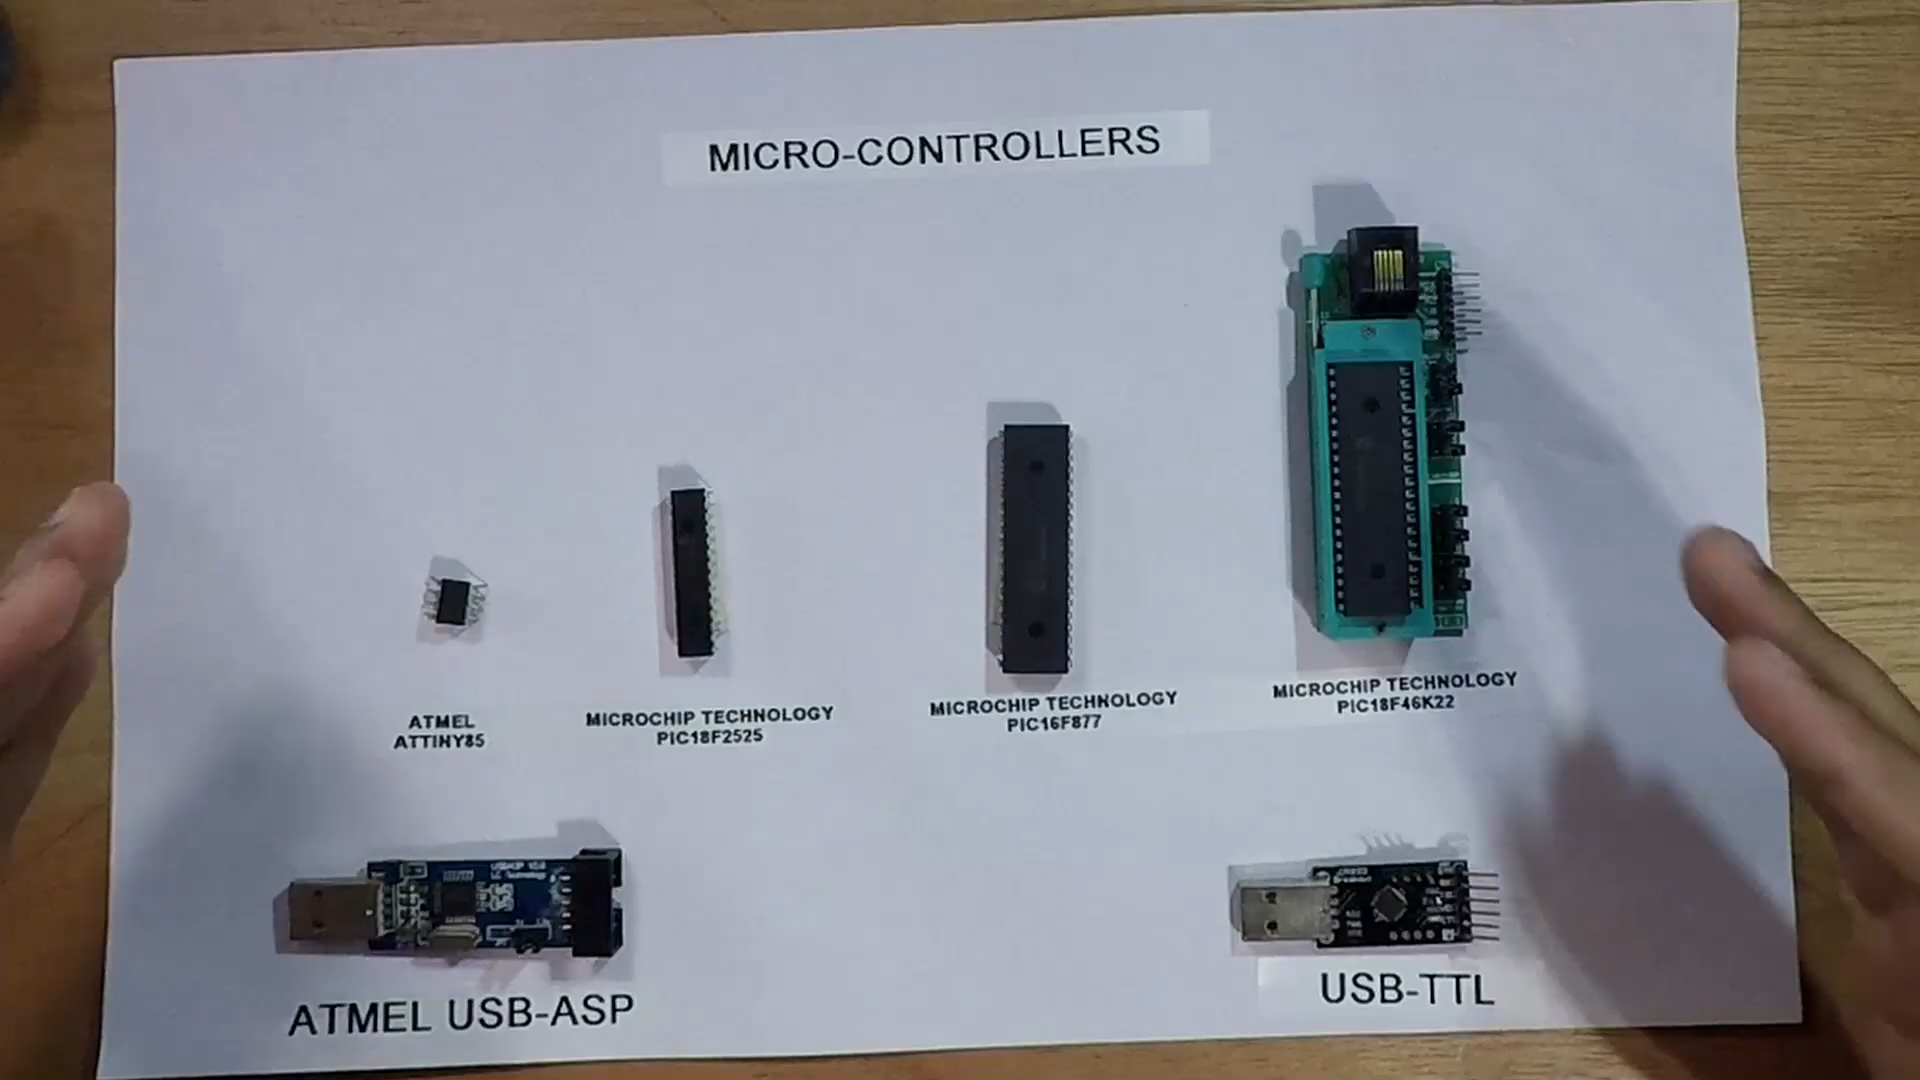 MICRO-CONTROLLERS
ATMEL
ATTINY85
MICROCHIP TECHNOLOGY
PIC18F2525
MICROCHIP TECHNOLOGY
PIC16F877
MICROCHIP TECHNOLOGY
PIC18F46K22
ATMEL USB-ASP
USB-TTL